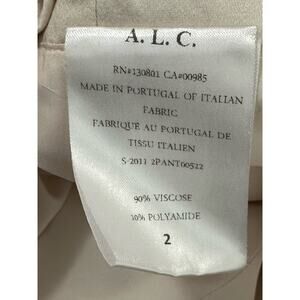 A. L. C.
RN#130801 CA#00985
MADE IN PORTUGAL OF ITALIAN
FABRIC
FABRIQUÉ AU PORTUGAL DE
TISSU ITALIEN
S-2011 2PANT00522
90% VISCOSE
10% POLYAMIDE
2